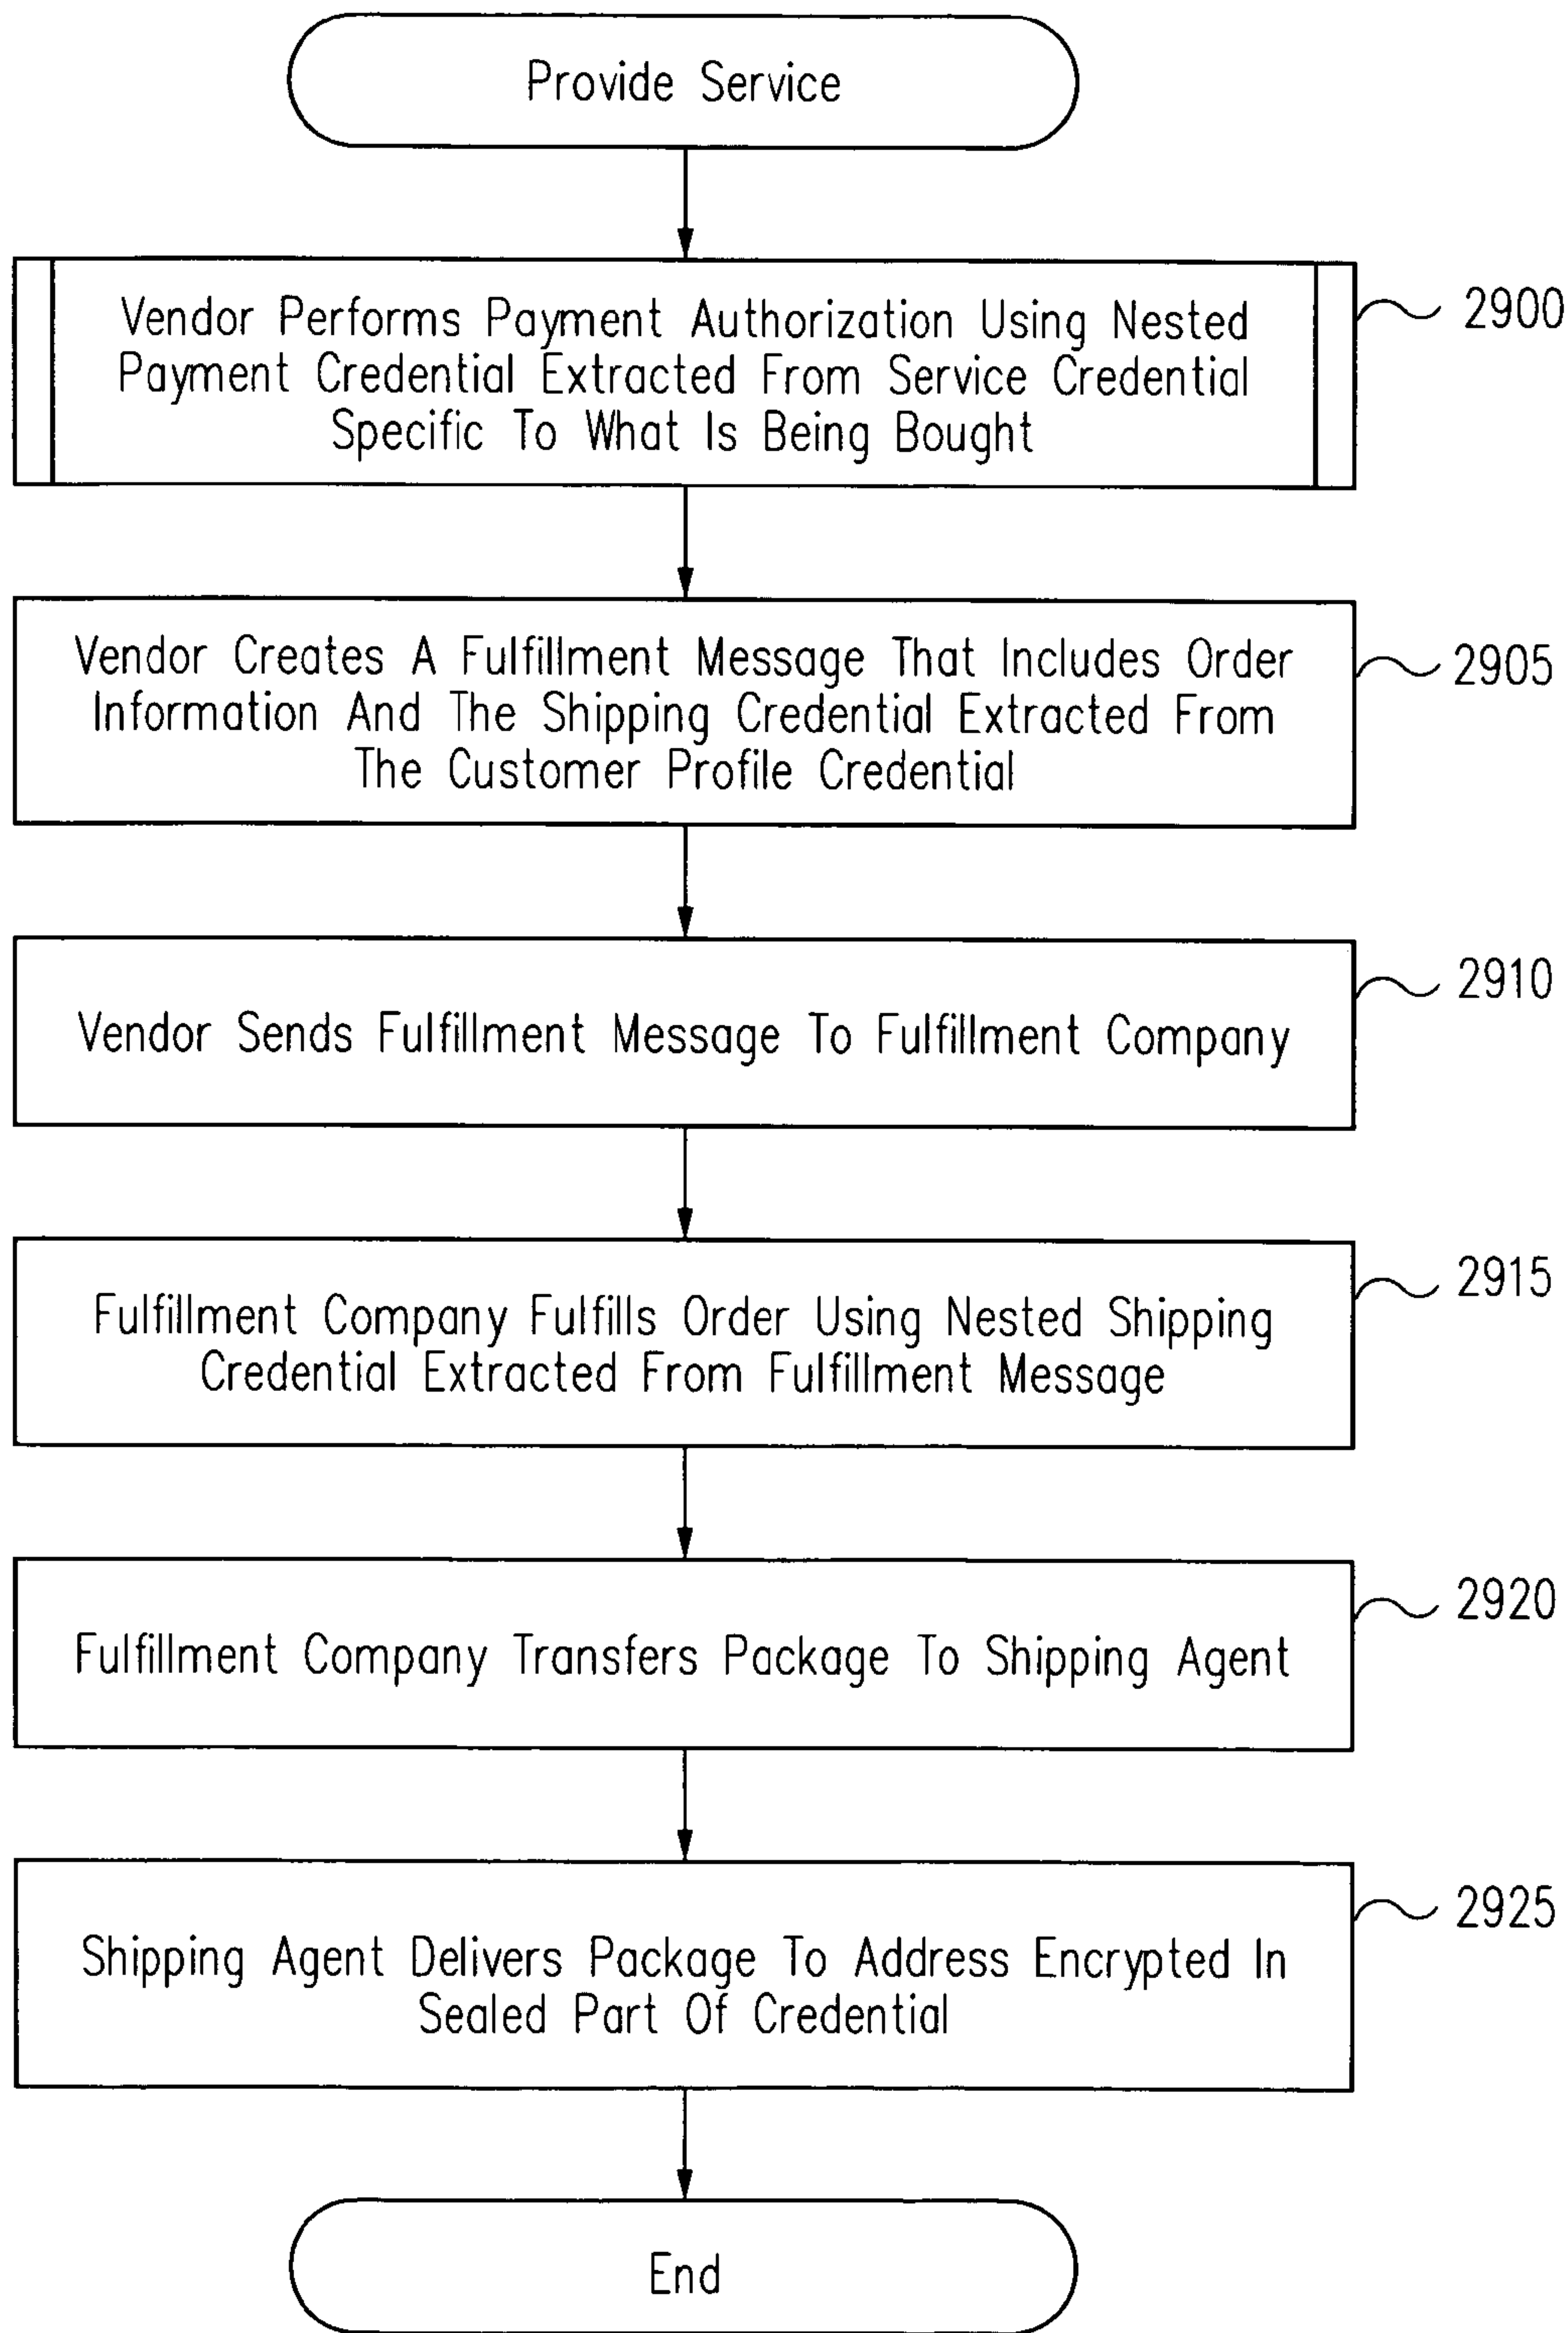 Provide Service
Vendor Performs Payment Authorization Using Nested
Payment Credential Extracted From Service Credential
Specific To What Is Being Bought
2900
Vendor Creates A Fulfillment Message That Includes Order
Information And The Shipping Credential Extracted From
The Customer Profile Credential
2905
Vendor Sends Fulfillment Message To Fulfillment Company
2910
Fulfillment Company Fulfills Order Using Nested Shipping
Credential Extracted From Fulfillment Message
2915
Fulfillment Company Transfers Package To Shipping Agent
2920
Shipping Agent Delivers Package To Address Encrypted In
Sealed Part Of Credential
2925
End